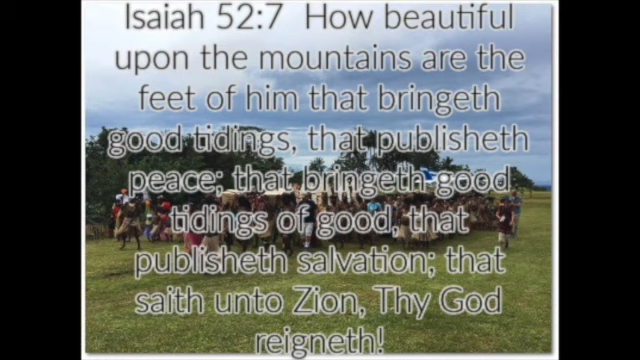 Isaiah 52:7 How beautiful
upon the mountains are the
feet of him that bringeth
good tidings, that publisheth
peace; that bringeth good
tidings of good, that
publisheth salvation; that
saith unto Zion, Thy God
reigneth!